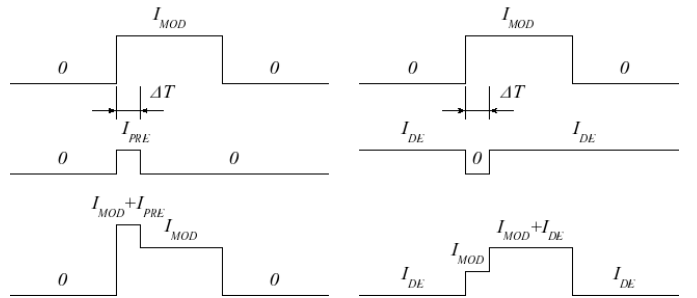 I_MOD I_MOD
0 0 0 0
ΔT ΔT
I_PRE I_DE I_DE
0 0 0
I_MOD+I_PRE I_MOD+I_DE
I_MOD I_MOD
0 0 I_DE I_DE